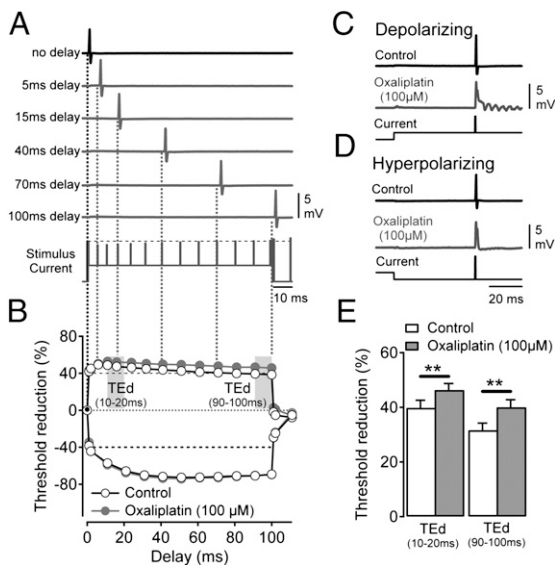 A
no delay
5ms delay
15ms delay
40ms delay
70ms delay
100ms delay
5
mV
Stimulus
Current
10 ms
B
Threshold reduction (%)
80
40
0
-40
-80
TEd
(10-20ms)
TEd
(90-100ms)
Control
Oxaliplatin (100 µM)
0
20
40
60
80
100
Delay (ms)
C
Depolarizing
Control
Oxaliplatin
(100µM)
5
mV
Current
D
Hyperpolarizing
Control
Oxaliplatin
(100µM)
5
mV
Current
20 ms
E
Control
Oxaliplatin (100µM)
Threshold reduction (%)
60
40
20
0
**
**
TEd
(10-20ms)
TEd
(90-100ms)